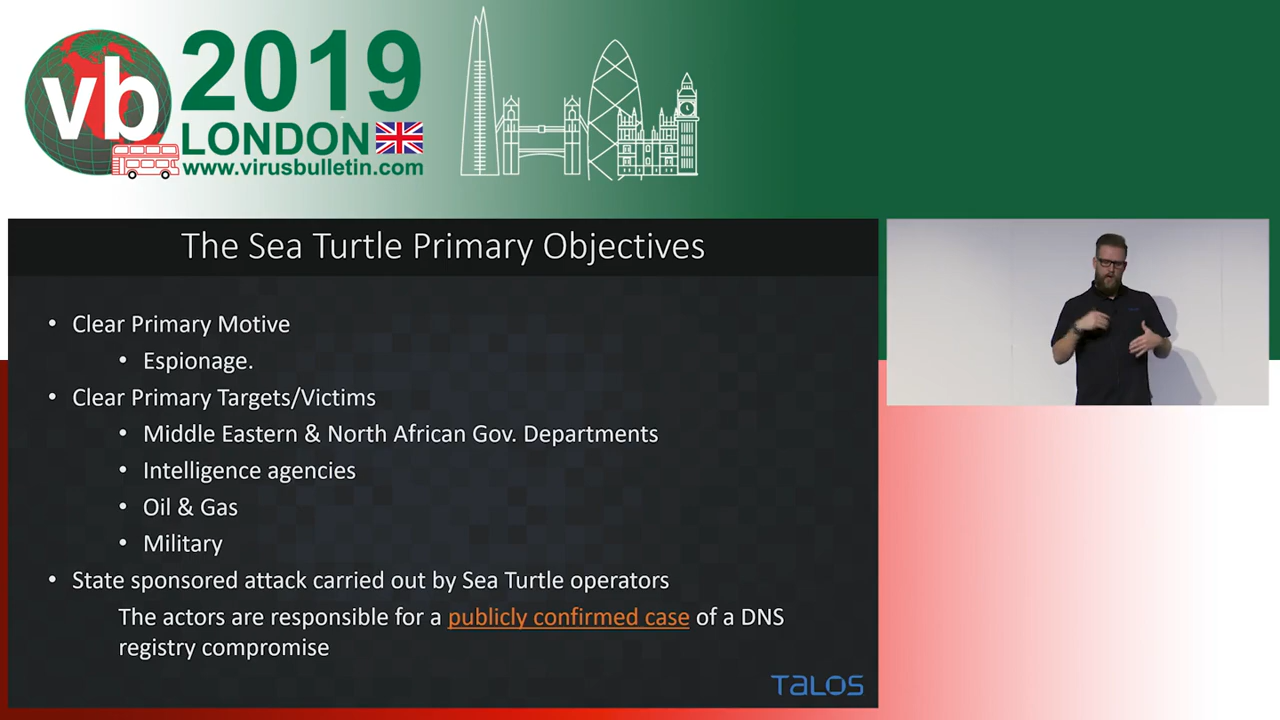 vb
2019
LONDON
www.virusbulletin.com
The Sea Turtle Primary Objectives
• Clear Primary Motive
• Espionage.
• Clear Primary Targets/Victims
• Middle Eastern & North African Gov. Departments
• Intelligence agencies
• Oil & Gas
• Military
• State sponsored attack carried out by Sea Turtle operators
The actors are responsible for a publicly confirmed case of a DNS
registry compromise
TALOS